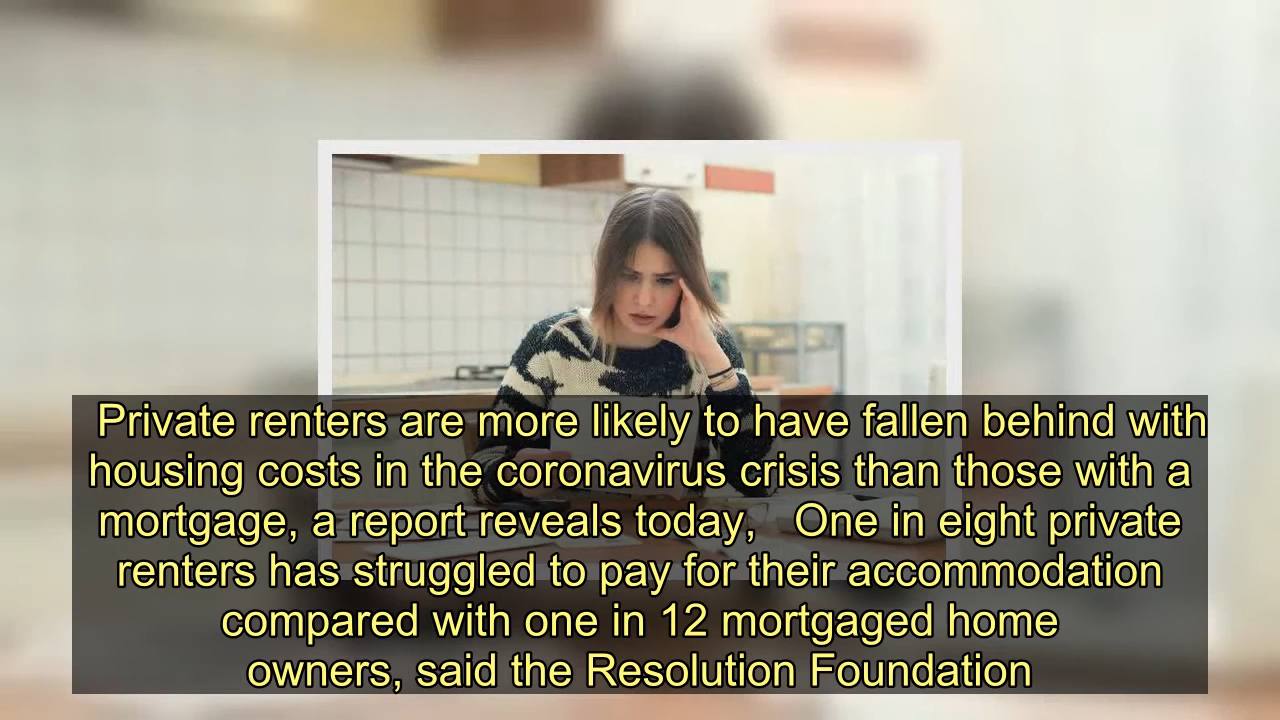 Private renters are more likely to have fallen behind with
housing costs in the coronavirus crisis than those with a
mortgage, a report reveals today,   One in eight private
renters has struggled to pay for their accommodation
compared with one in 12 mortgaged home
owners, said the Resolution Foundation